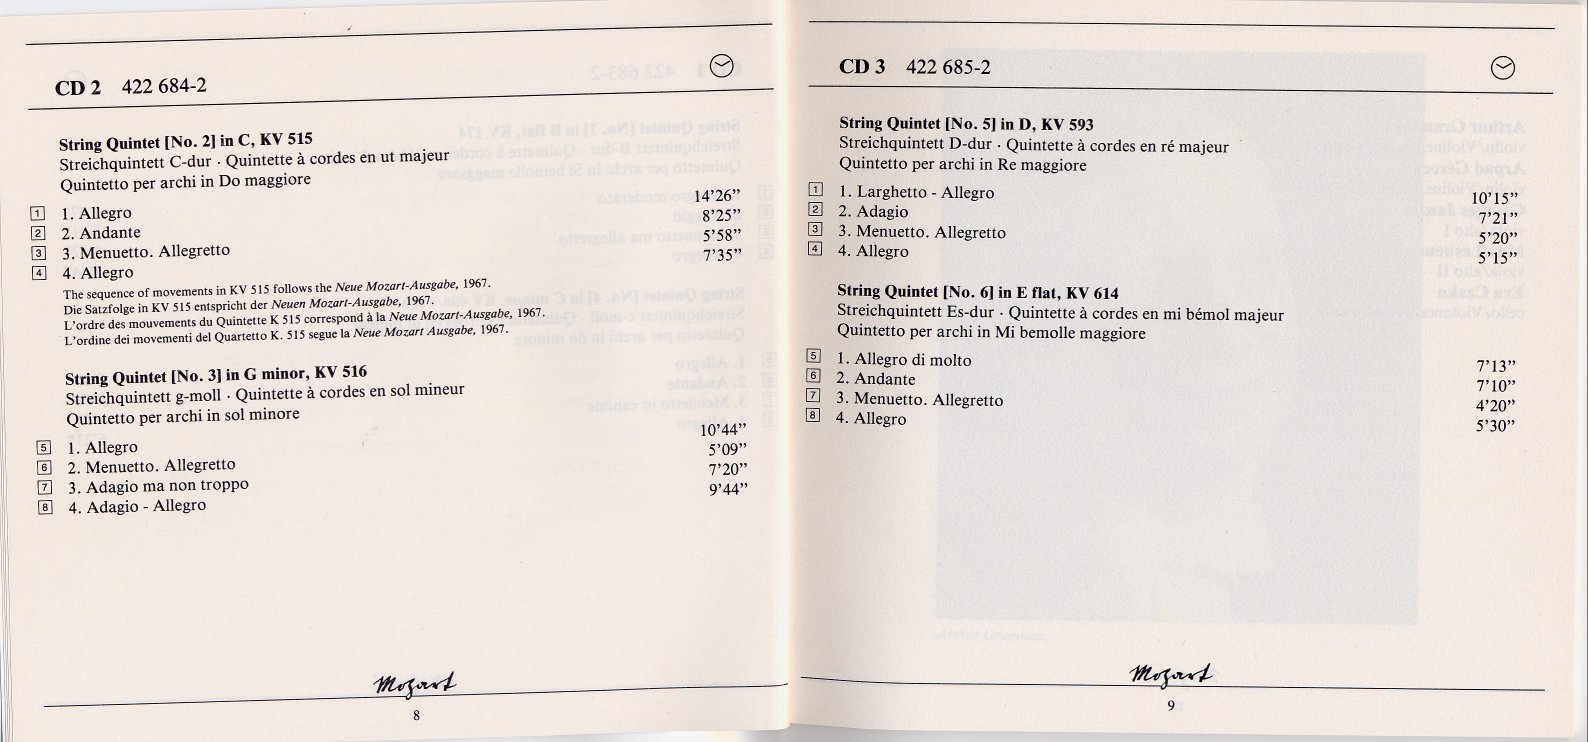 CD 2 422 684-2
String Quintet [No. 2] in C, KV 515
Streichquintett C-dur · Quintette à cordes en ut majeur
Quintetto per archi in Do maggiore
1 1. Allegro 14’26”
2 2. Andante 8’25”
3 3. Menuetto. Allegretto 5’58”
4 4. Allegro 7’35”
The sequence of movements in KV 515 follows the Neue Mozart-Ausgabe, 1967.
Die Satzfolge in KV 515 entspricht der Neuen Mozart-Ausgabe, 1967.
L’ordre des mouvements du Quintette K 515 correspond à la Neue Mozart-Ausgabe, 1967.
L’ordine dei movimenti del Quartetto K. 515 segue la Neue Mozart Ausgabe, 1967.
String Quintet [No. 3] in G minor, KV 516
Streichquintett g-moll · Quintette à cordes en sol mineur
Quintetto per archi in sol minore
5 1. Allegro 10’44”
6 2. Menuetto. Allegretto 5’09”
7 3. Adagio ma non troppo 7’20”
8 4. Adagio - Allegro 9’44”
Mozart
8
CD 3 422 685-2
String Quintet [No. 5] in D, KV 593
Streichquintett D-dur · Quintette à cordes en ré majeur
Quintetto per archi in Re maggiore
1 1. Larghetto - Allegro 10’15”
2 2. Adagio 7’21”
3 3. Menuetto. Allegretto 5’20”
4 4. Allegro 5’15”
String Quintet [No. 6] in E flat, KV 614
Streichquintett Es-dur · Quintette à cordes en mi bémol majeur
Quintetto per archi in Mi bemolle maggiore
5 1. Allegro di molto 7’13”
6 2. Andante 7’10”
7 3. Menuetto. Allegretto 4’20”
8 4. Allegro 5’30”
Mozart
9